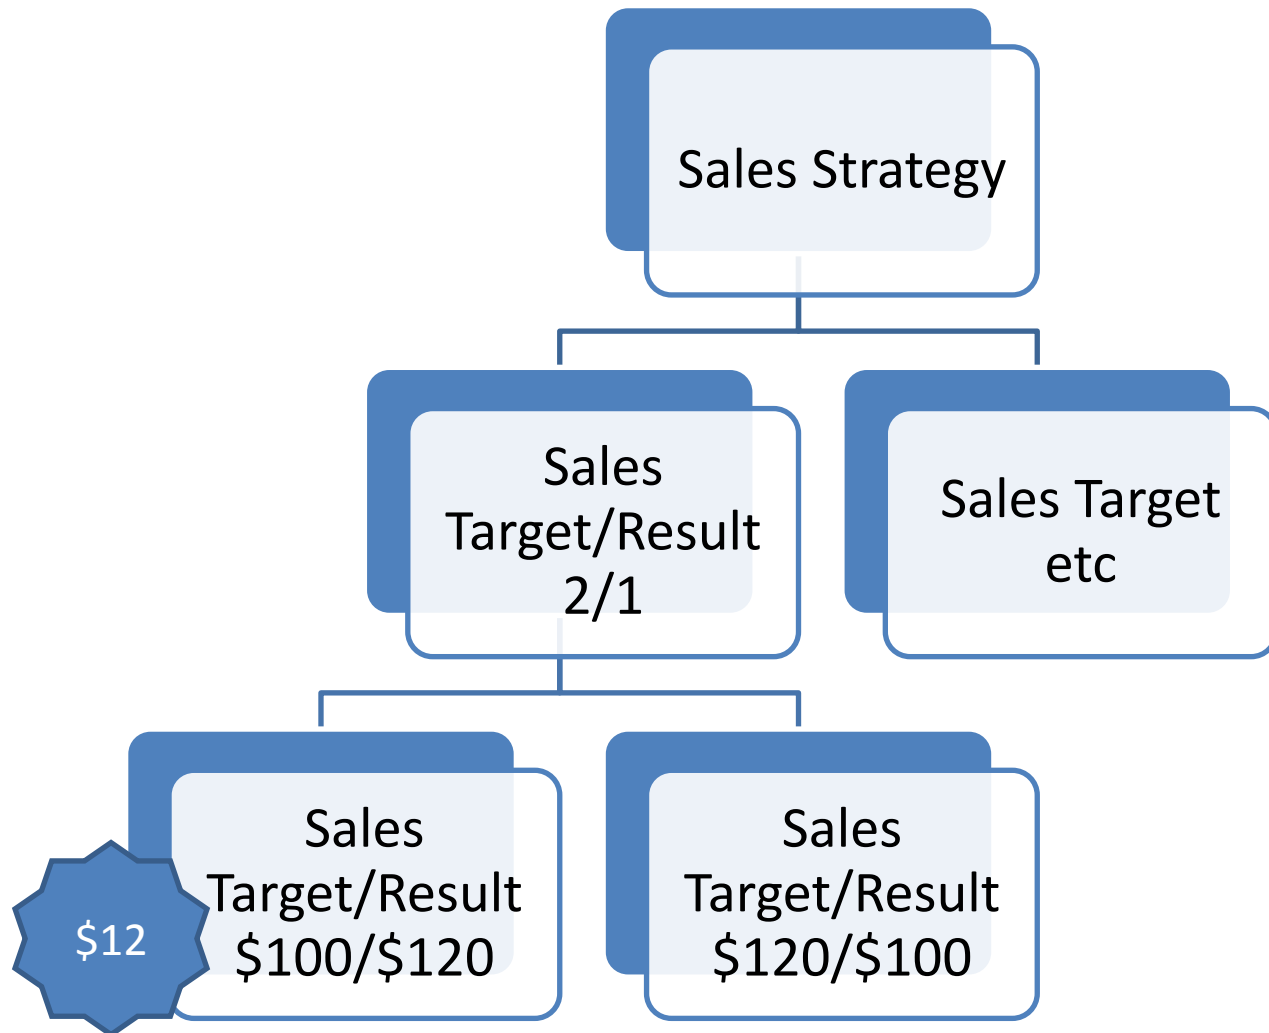 Sales Strategy
Sales
Target/Result
2/1
Sales Target
etc
Sales
Target/Result
$100/$120
Sales
Target/Result
$120/$100
$12